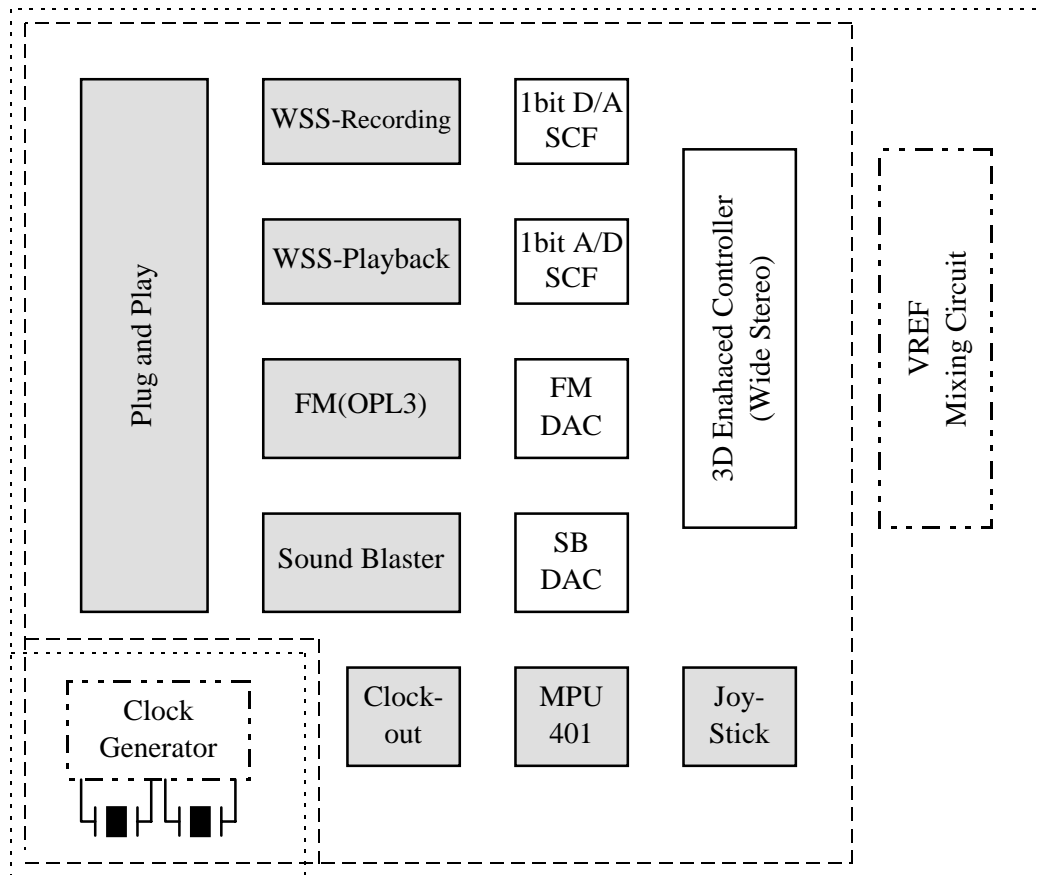 Plug and Play
WSS-Recording
1bit D/A
SCF
WSS-Playback
1bit A/D
SCF
FM(OPL3)
FM
DAC
Sound Blaster
SB
DAC
3D Enahaced Controller
(Wide Stereo)
VREF
Mixing Circuit
Clock
Generator
Clock-
out
MPU
401
Joy-
Stick